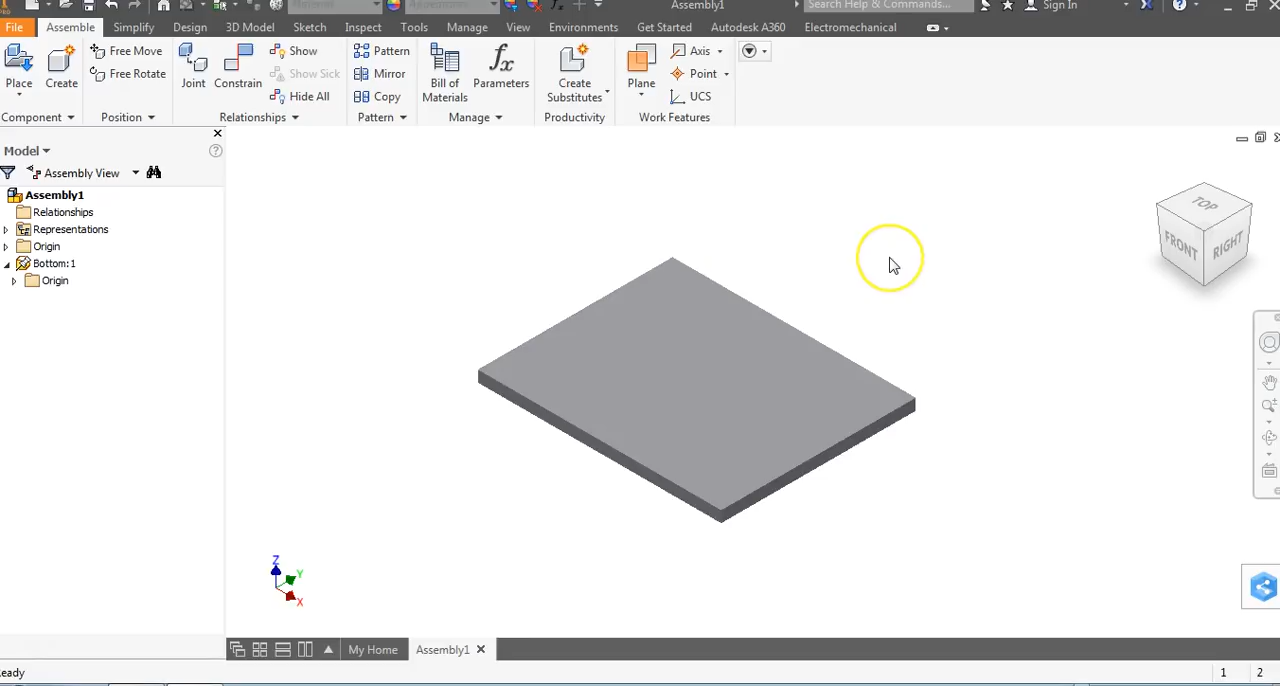 Assembly1
Search Help & Commands...
Sign In
File Assemble Simplify Design 3D Model Sketch Inspect Tools Manage View Environments Get Started Autodesk A360 Electromechanical
Place
Create
Free Move
Free Rotate
Joint
Constrain
Show
Show Sick
Hide All
Pattern
Mirror
Copy
Bill of
Materials
Parameters
Create
Substitutes
Plane
Axis
Point
UCS
Component Position Relationships Pattern Manage Productivity Work Features
Model
Assembly View
Assembly1
Relationships
Representations
Origin
Bottom:1
Origin
TOP
FRONT
RIGHT
Z
Y
X
My Home
Assembly1
eady
1 2